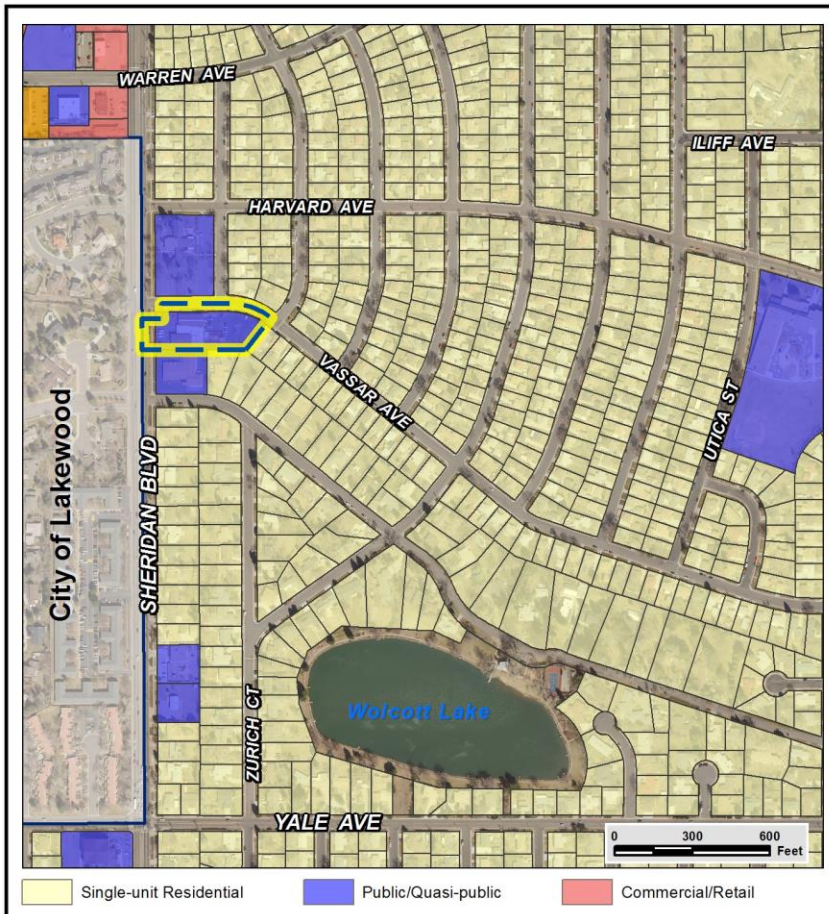 WARREN AVE
ILIFF AVE
HARVARD AVE
VASSAR AVE
UTICA ST
City of Lakewood
SHERIDAN BLVD
ZURICH CT
Wolcott Lake
YALE AVE
0 300 600
Feet
Single-unit Residential Public/Quasi-public Commercial/Retail